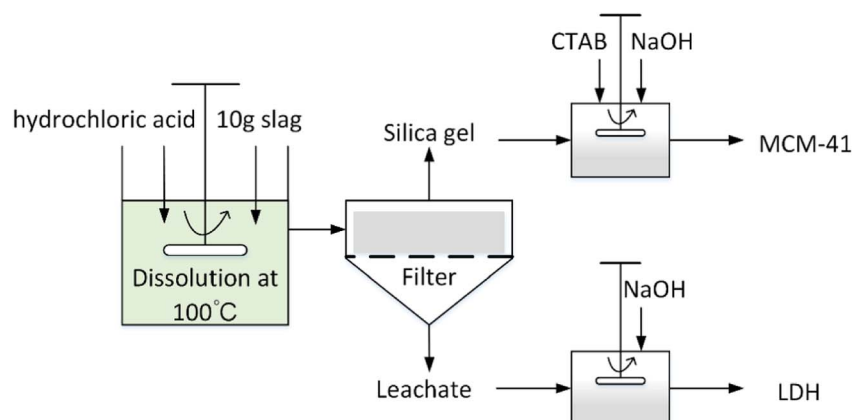 CTAB NaOH
hydrochloric acid 10g slag
Silica gel
MCM-41
Dissolution at
100°C
Filter
NaOH
Leachate
LDH